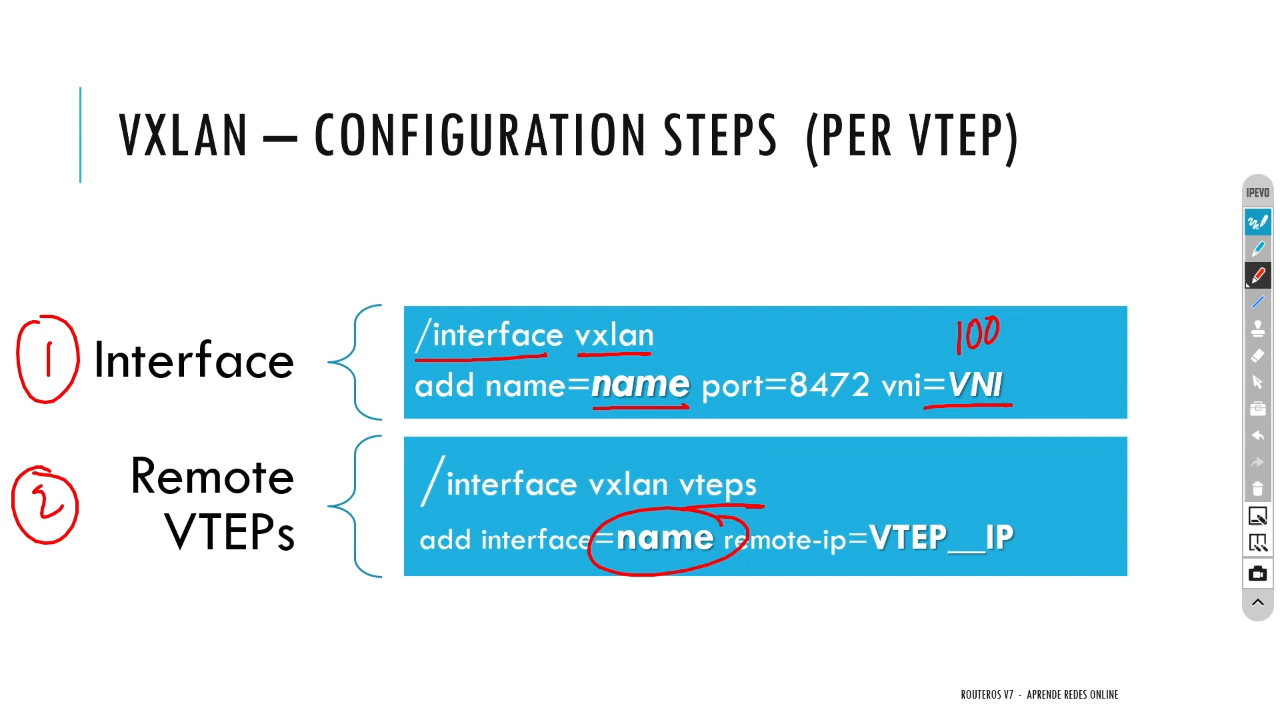 VXLAN – CONFIGURATION STEPS (PER VTEP)
IPEVO
1
Interface
/interface vxlan
100
add name=name port=8472 vni=VNI
2
Remote
VTEPs
/interface vxlan vteps
add interface=name remote-ip=VTEP__IP
ROUTEROS V7 - APRENDE REDES ONLINE